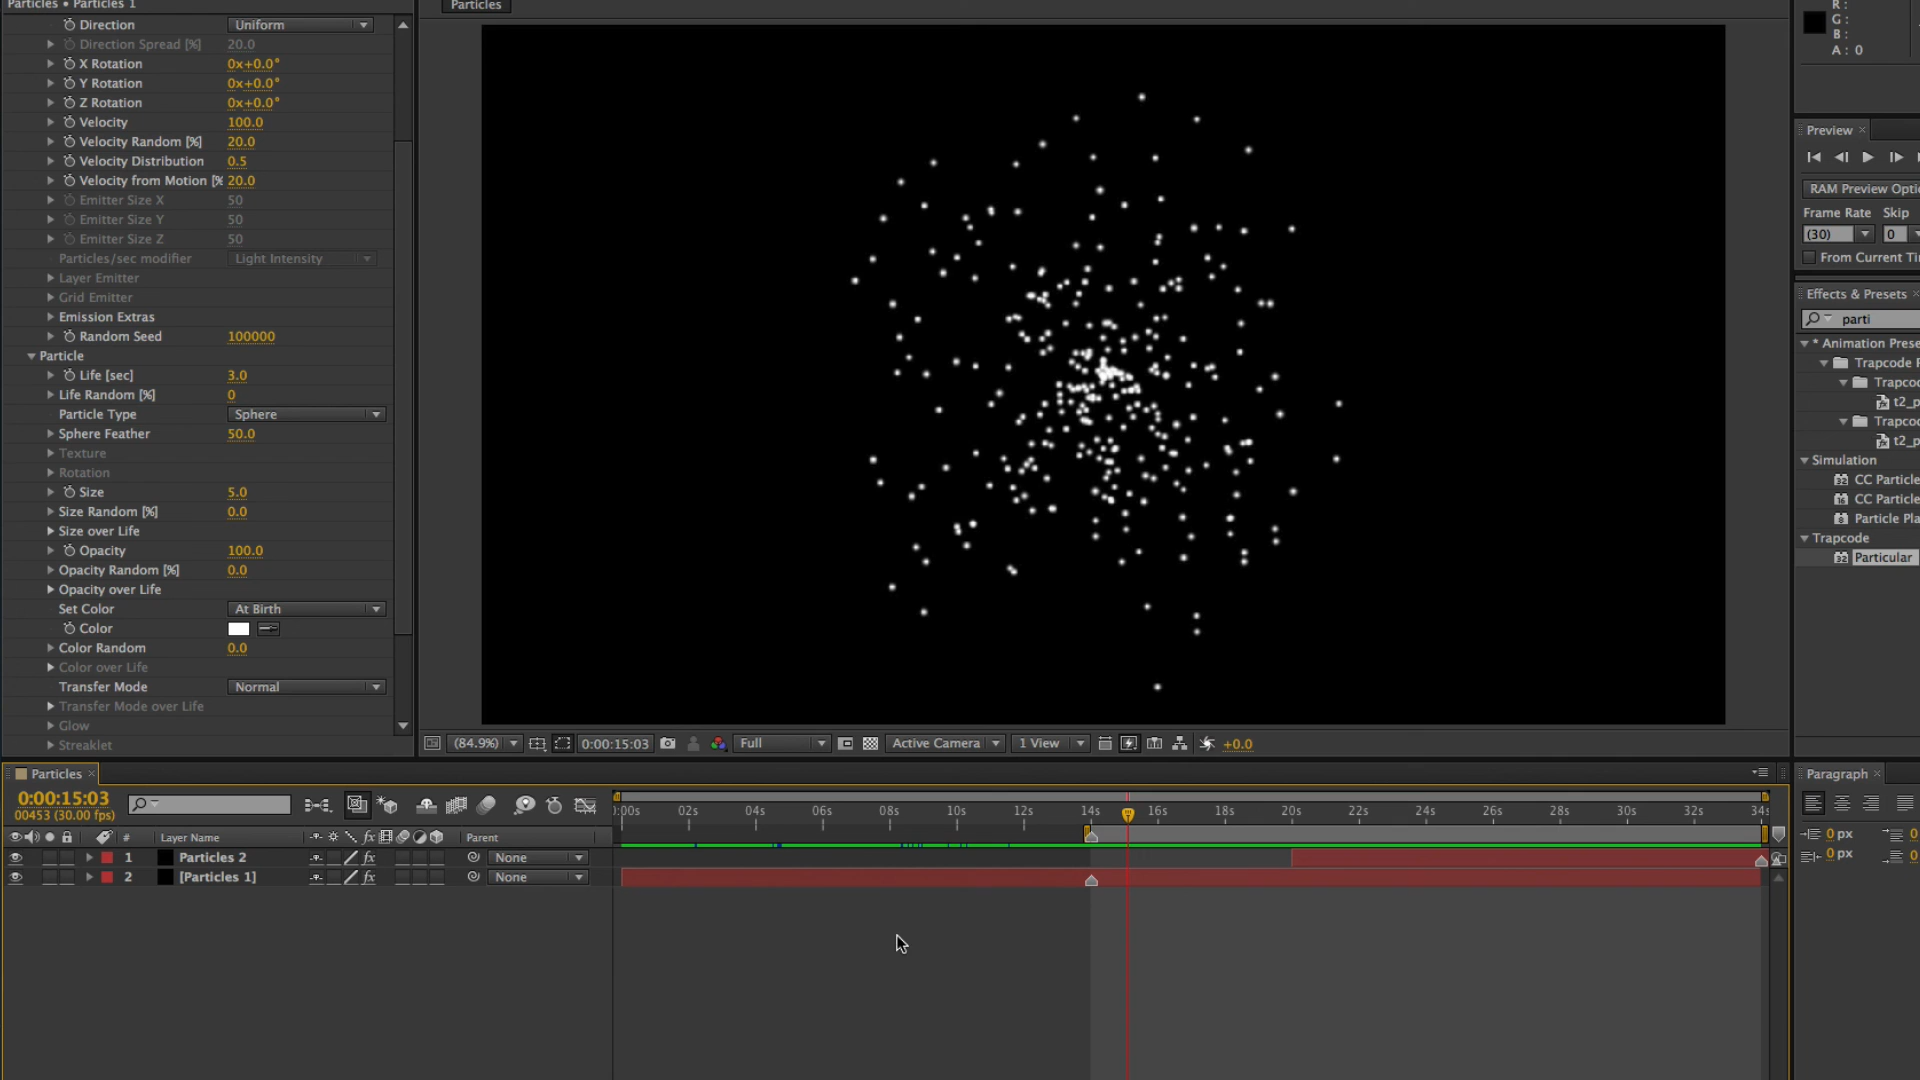 Particles • Particles 1
Direction Uniform
Direction Spread [%] 20.0
X Rotation 0x+0.0°
Y Rotation 0x+0.0°
Z Rotation 0x+0.0°
Velocity 100.0
Velocity Random [%] 20.0
Velocity Distribution 0.5
Velocity from Motion [% 20.0
Emitter Size X 50
Emitter Size Y 50
Emitter Size Z 50
Particles/sec modifier Light Intensity
Layer Emitter
Grid Emitter
Emission Extras
Random Seed 100000
Particle
Life [sec] 3.0
Life Random [%] 0
Particle Type Sphere
Sphere Feather 50.0
Texture
Rotation
Size 5.0
Size Random [%] 0.0
Size over Life
Opacity 100.0
Opacity Random [%] 0.0
Opacity over Life
Set Color At Birth
Color
Color Random 0.0
Color over Life
Transfer Mode Normal
Transfer Mode over Life
Glow
Streaklet
Particles
(84.9%) 0:00:15:03 Full Active Camera 1 View +0.0
R :
G :
B :
A : 0
Preview
RAM Preview Opti
Frame Rate Skip
(30) 0
From Current Ti
Effects & Presets
parti
* Animation Prese
Trapcode
Trapco
t2_p
Trapco
t2_p
Simulation
CC Particle
CC Particle
Particle Pla
Trapcode
Particular
Particles
0:00:15:03
00453 (30.00 fps)
# Layer Name fx Parent
1 Particles 2 fx None
2 [Particles 1] fx None
):00s 02s 04s 06s 08s 10s 12s 14s 16s 18s 20s 22s 24s 26s 28s 30s 32s 34s
Paragraph
0 px 0
0 px 0